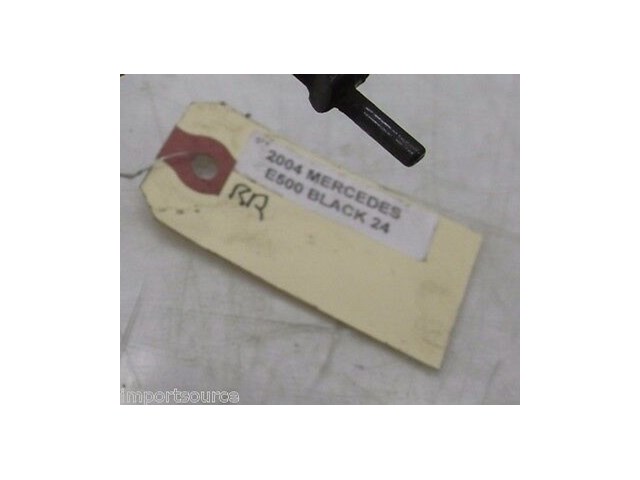 2004 MERCEDES
E500 BLACK 24
RR
importsource